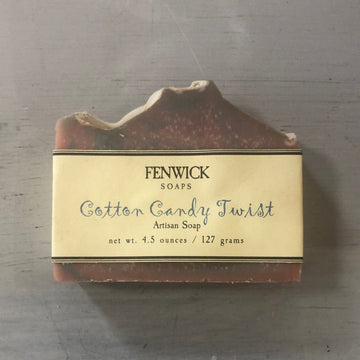 FENWICK
SOAPS
Cotton Candy Twist
Artisan Soap
net wt. 4.5 ounces / 127 grams